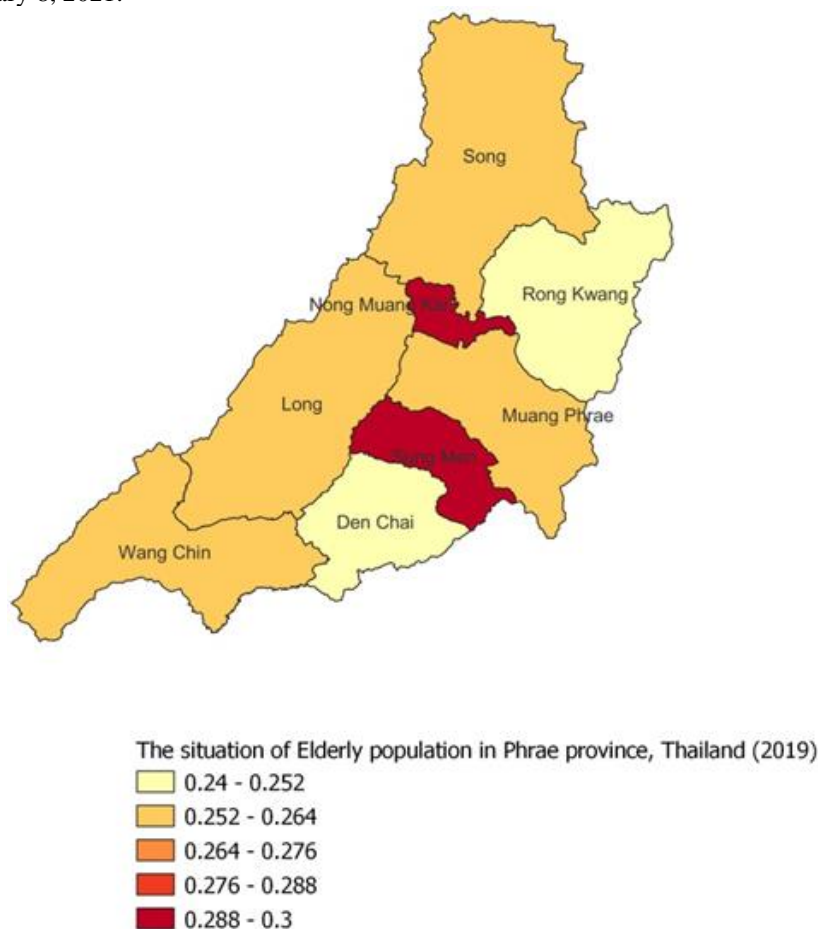 2021.
Song
Rong Kwang
Nong Muang Khai
Long
Muang Phrae
Sung Men
Den Chai
Wang Chin
The situation of Elderly population in Phrae province, Thailand (2019)
0.24 - 0.252
0.252 - 0.264
0.264 - 0.276
0.276 - 0.288
0.288 - 0.3